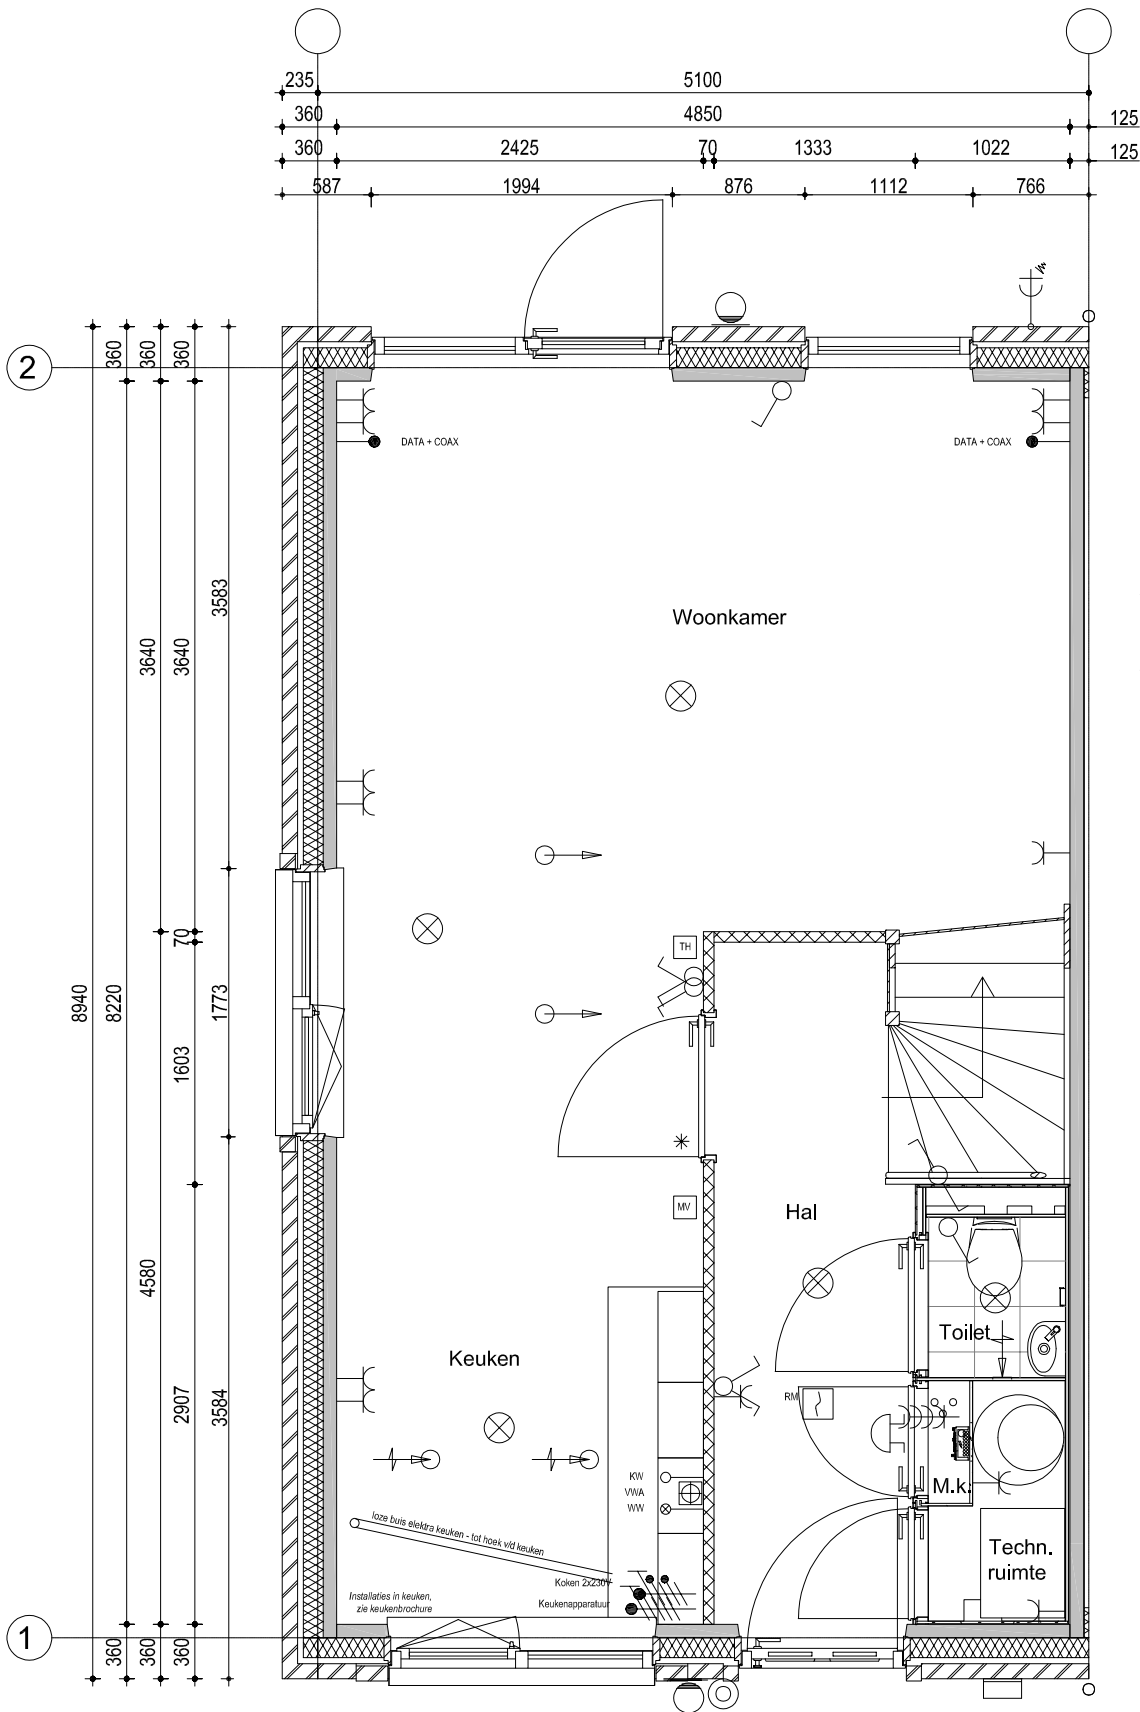 235
5100
360
4850
125
360
2425
70
1333
1022
125
587
1994
876
1112
766
2
360
360
360
DATA + COAX
DATA + COAX
3583
Woonkamer
3640
3640
70
TH
8940
8220
1773
1603
MV
Hal
4580
Toilet
Keuken
2907
3584
RM
KW
VWA
WW
M.k.
loze buis elektra keuken - tot hoek v/d keuken
Techn.
ruimte
Koken 2x230V
Keukenapparatuur
Installaties in keuken,
zie keukenbrochure
1
360
360
360